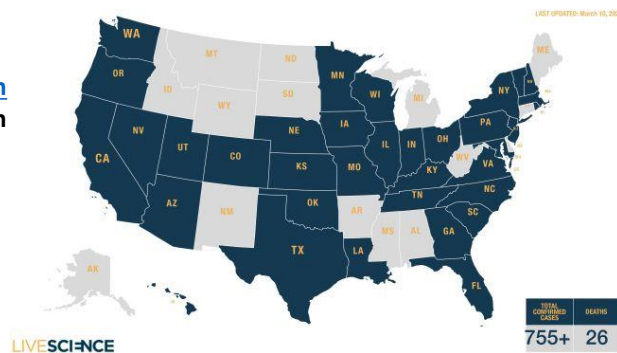 LAST UPDATED: March 10, 202
n
n
WA
OR
CA
NV
ID
MT
WY
UT
AZ
CO
NM
ND
SD
NE
KS
OK
TX
MN
IA
MO
AR
LA
WI
IL
MI
IN
OH
KY
TN
MS
AL
GA
FL
SC
NC
VA
WV
PA
NY
ME
AK
TOTAL CONFIRMED CASES
DEATHS
755+
26
LIVESCIENCE